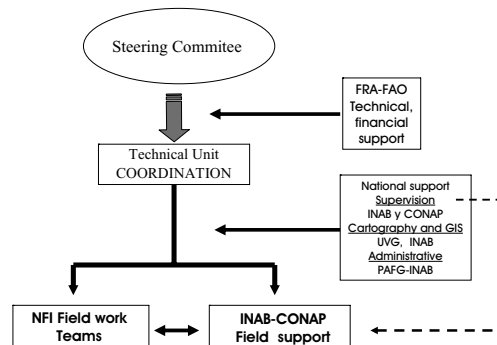 Steering Commitee
FRA-FAO
Technical,
financial
support
Technical Unit
COORDINATION
National support
Supervision
INAB y CONAP
Cartography and GIS
UVG, INAB
Administrative
PAFG-INAB
NFI Field work
Teams
INAB-CONAP
Field support